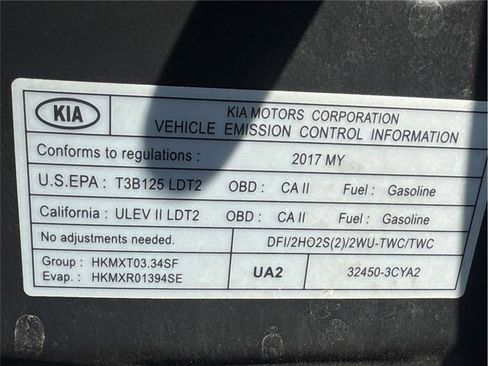 KIA
KIA MOTORS CORPORATION
VEHICLE EMISSION CONTROL INFORMATION
Conforms to regulations : 2017 MY
U.S.EPA : T3B125 LDT2 OBD : CA II Fuel : Gasoline
California : ULEV II LDT2 OBD : CA II Fuel : Gasoline
No adjustments needed. DFI/2HO2S(2)/2WU-TWC/TWC
Group : HKMXT03.34SF
Evap. : HKMXR01394SE
UA2
32450-3CYA2